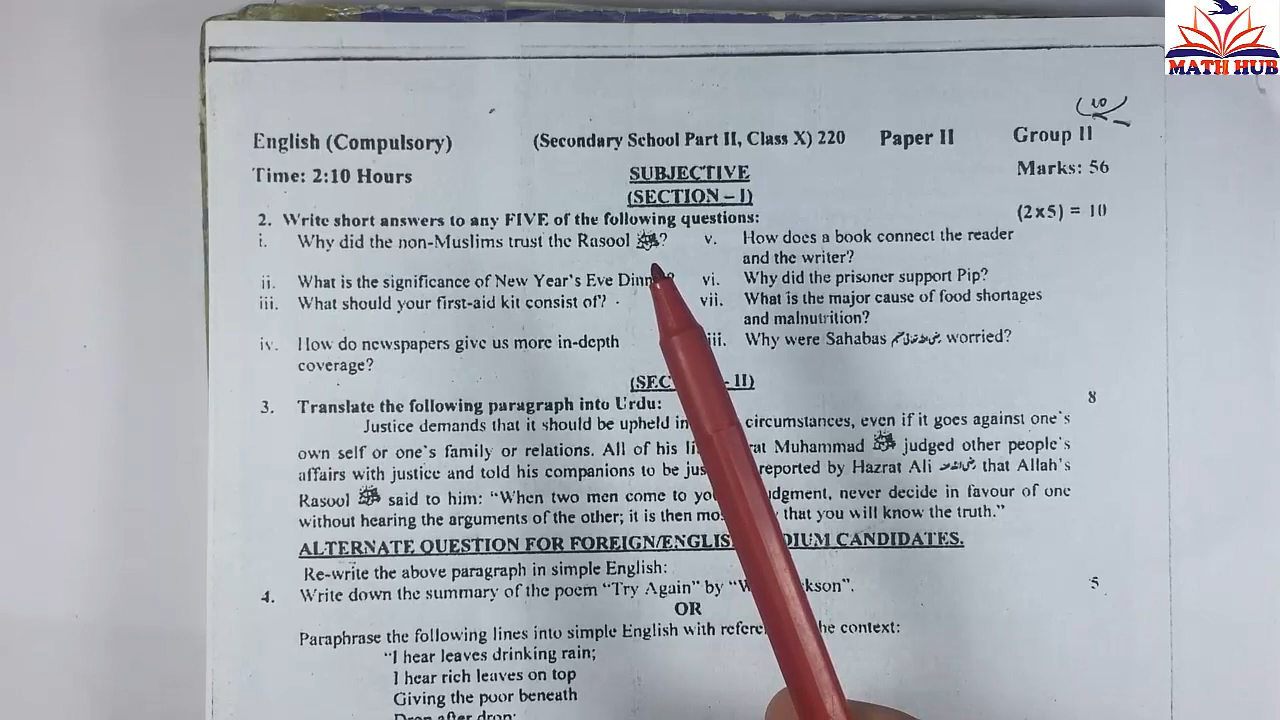 MATH HUB
20
English (Compulsory) (Secondary School Part II, Class X) 220 Paper II Group II
Time: 2:10 Hours SUBJECTIVE Marks: 56
(SECTION – I)
2. Write short answers to any FIVE of the following questions: (2x5) = 10
i. Why did the non-Muslims trust the Rasool ﷺ? v. How does a book connect the reader
and the writer?
ii. What is the significance of New Year's Eve Dinner? vi. Why did the prisoner support Pip?
iii. What should your first-aid kit consist of? vii. What is the major cause of food shortages
and malnutrition?
iv. How do newspapers give us more in-depth iii. Why were Sahabas worried?
coverage?
(SEC - II)
3. Translate the following paragraph into Urdu: 8
Justice demands that it should be upheld in circumstances, even if it goes against one's
own self or one's family or relations. All of his Muhammad ﷺ judged other people's
affairs with justice and told his companions to be reported by Hazrat Ali that Allah's
Rasool ﷺ said to him: "When two men come to never decide in favour of one
without hearing the arguments of the other; it is then that you will know the truth."
ALTERNATE QUESTION FOR FOREIGN/ENGLIS DIUM CANDIDATES.
Re-write the above paragraph in simple English:
4. Write down the summary of the poem "Try Again" by 5
OR
Paraphrase the following lines into simple English with the context:
"I hear leaves drinking rain;
I hear rich leaves on top
Giving the poor beneath
Drop after drop;